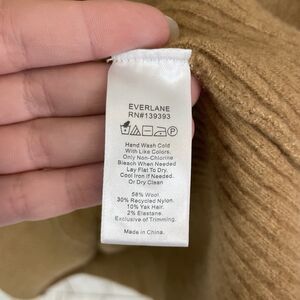 EVERLANE
RN#139393
Hand Wash Cold
With Like Colors.
Only Non-Chlorine
Bleach When Needed
Lay Flat To Dry.
Cool Iron If Needed.
Or Dry Clean
58% Wool.
30% Recycled Nylon.
10% Yak Hair.
2% Elastane.
Exclusive of Trimming.
Made in China.